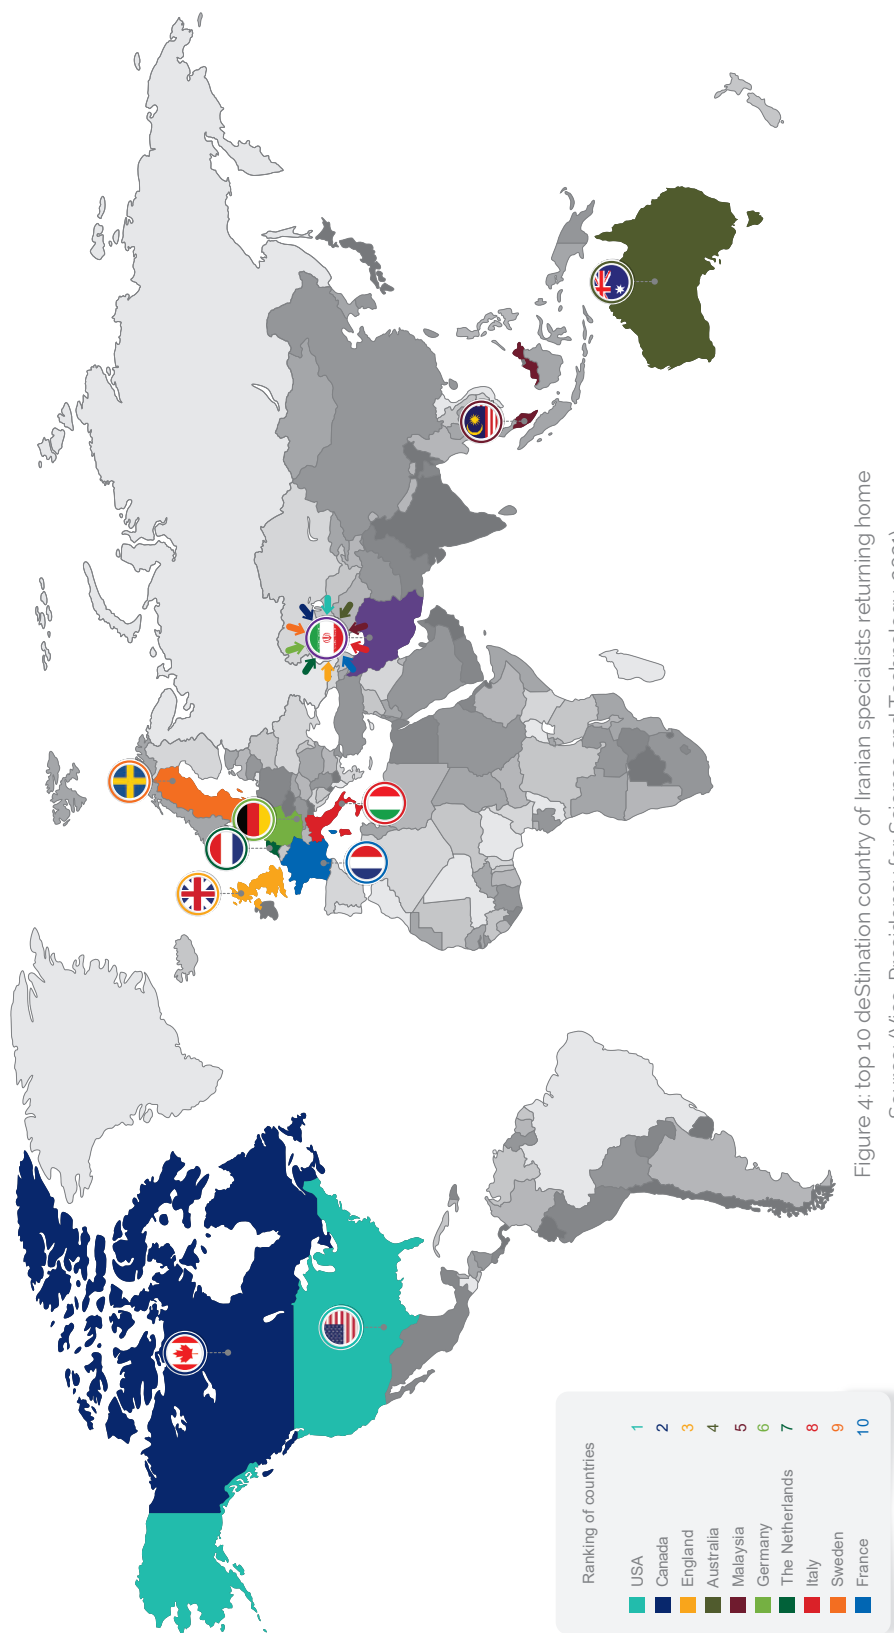 Ranking of countries
USA 1
Canada 2
England 3
Australia 4
Malaysia 5
Germany 6
The Netherlands 7
Italy 8
Sweden 9
France 10
Figure 4: top 10 deStination country of Iranian specialists returning home